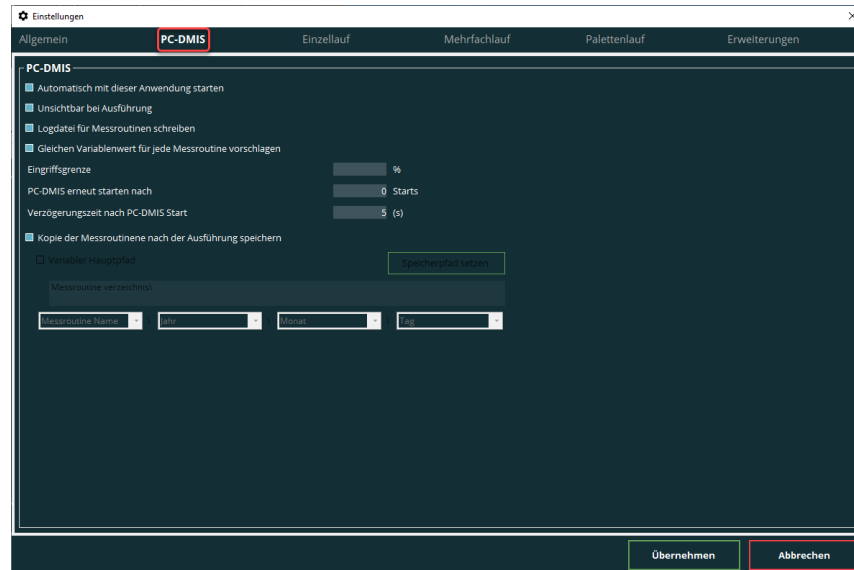 Einstellungen
Allgemein PC-DMIS Einzellauf Mehrfachlauf Palettenlauf Erweiterungen
PC-DMIS
Automatisch mit dieser Anwendung starten
Unsichtbar bei Ausführung
Logdatei für Messroutinen schreiben
Gleichen Variablenwert für jede Messroutine vorschlagen
Eingriffsgrenze %
PC-DMIS erneut starten nach 0 Starts
Verzögerungszeit nach PC-DMIS Start 5 (s)
Kopie der Messroutinene nach der Ausführung speichern
Variabler Hauptpfad Speicherpfad setzen
Messroutine verzeichnis\
Messroutine Name Jahr Monat Tag
Übernehmen Abbrechen